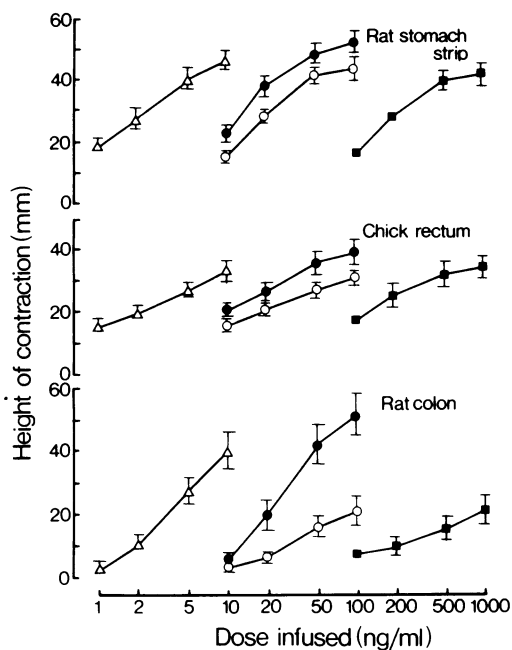 60
Rat stomach
strip
40
20
0
Chick rectum
40
20
0
Height of contraction (mm)
60
Rat colon
40
20
0
1 2 5 10 20 50 100 200 500 1000
Dose infused (ng/ml)